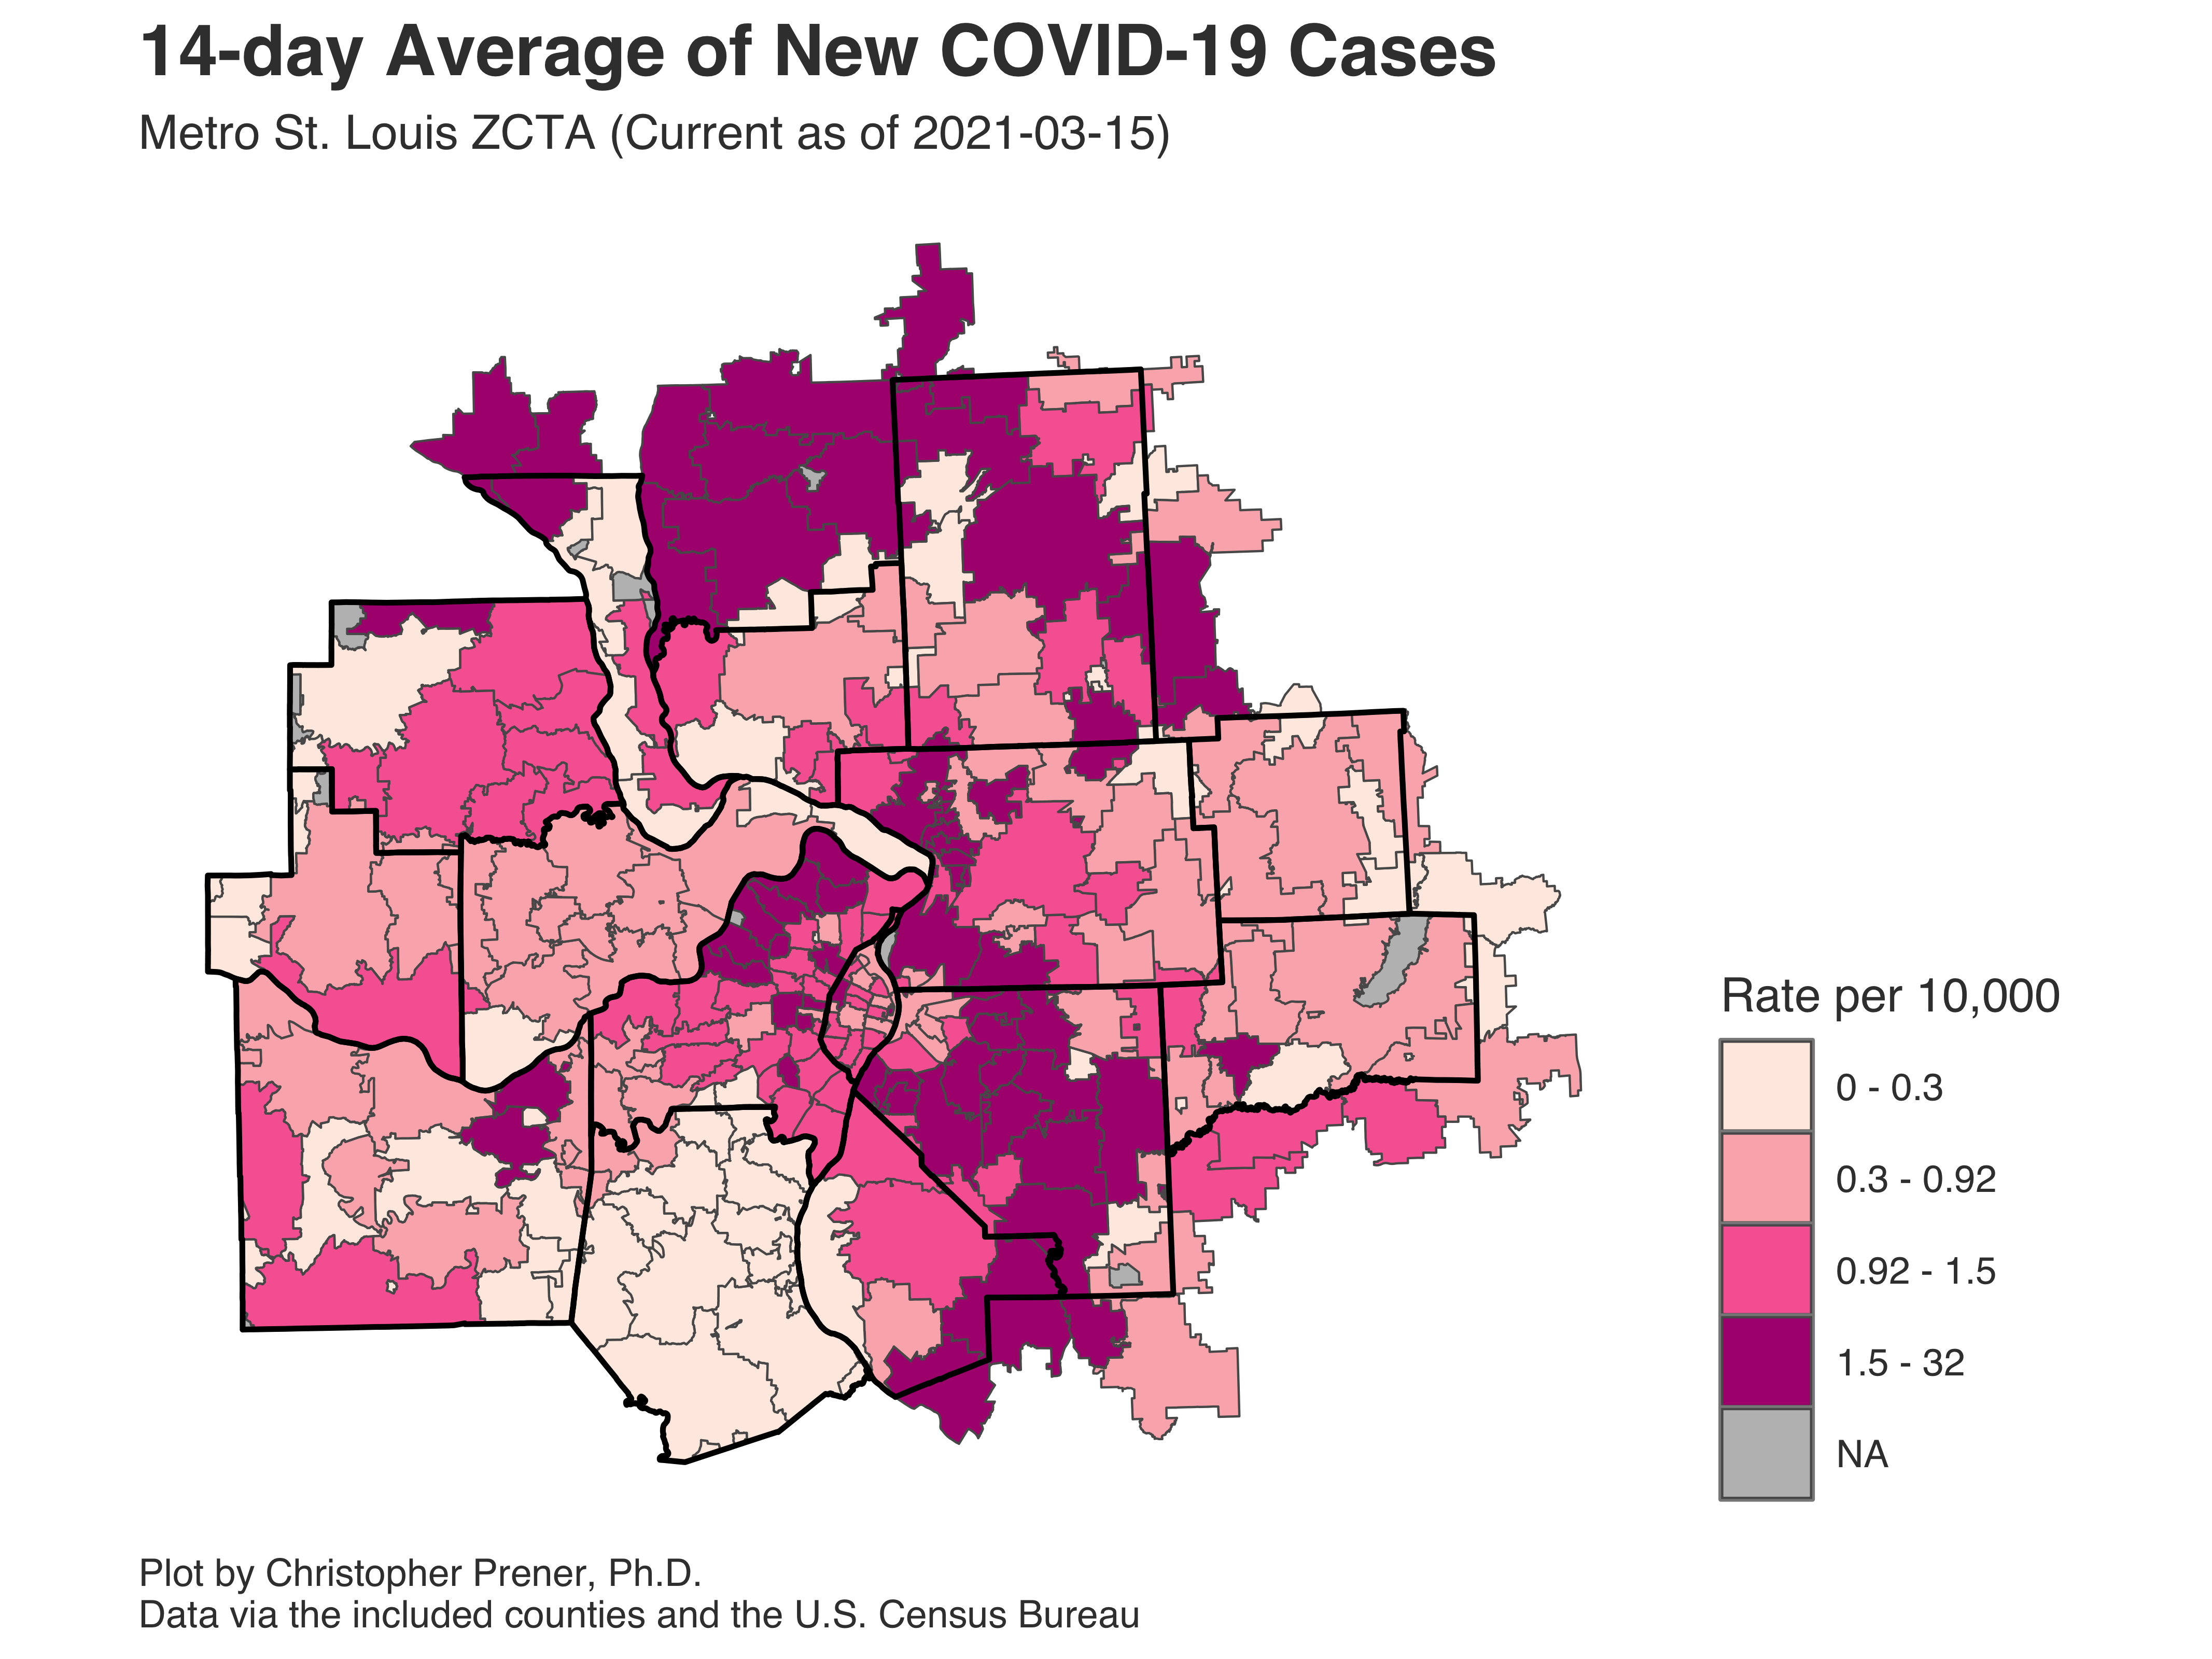 14-day Average of New COVID-19 Cases
Metro St. Louis ZCTA (Current as of 2021-03-15)
Rate per 10,000
0 - 0.3
0.3 - 0.92
0.92 - 1.5
1.5 - 32
NA
Plot by Christopher Prener, Ph.D.
Data via the included counties and the U.S. Census Bureau